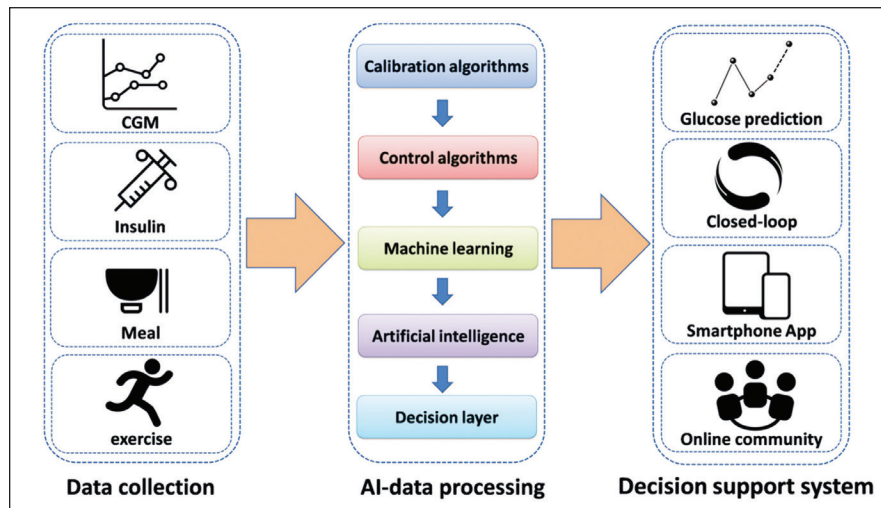 CGM
Insulin
Meal
exercise
Data collection
Calibration algorithms
Control algorithms
Machine learning
Artificial intelligence
Decision layer
AI-data processing
Glucose prediction
Closed-loop
Smartphone App
Online community
Decision support system